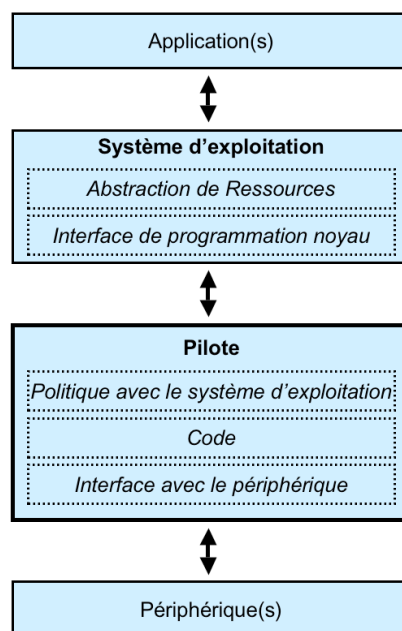 Application(s)
Système d'exploitation
Abstraction de Ressources
Interface de programmation noyau
Pilote
Politique avec le système d'exploitation
Code
Interface avec le périphérique
Périphérique(s)